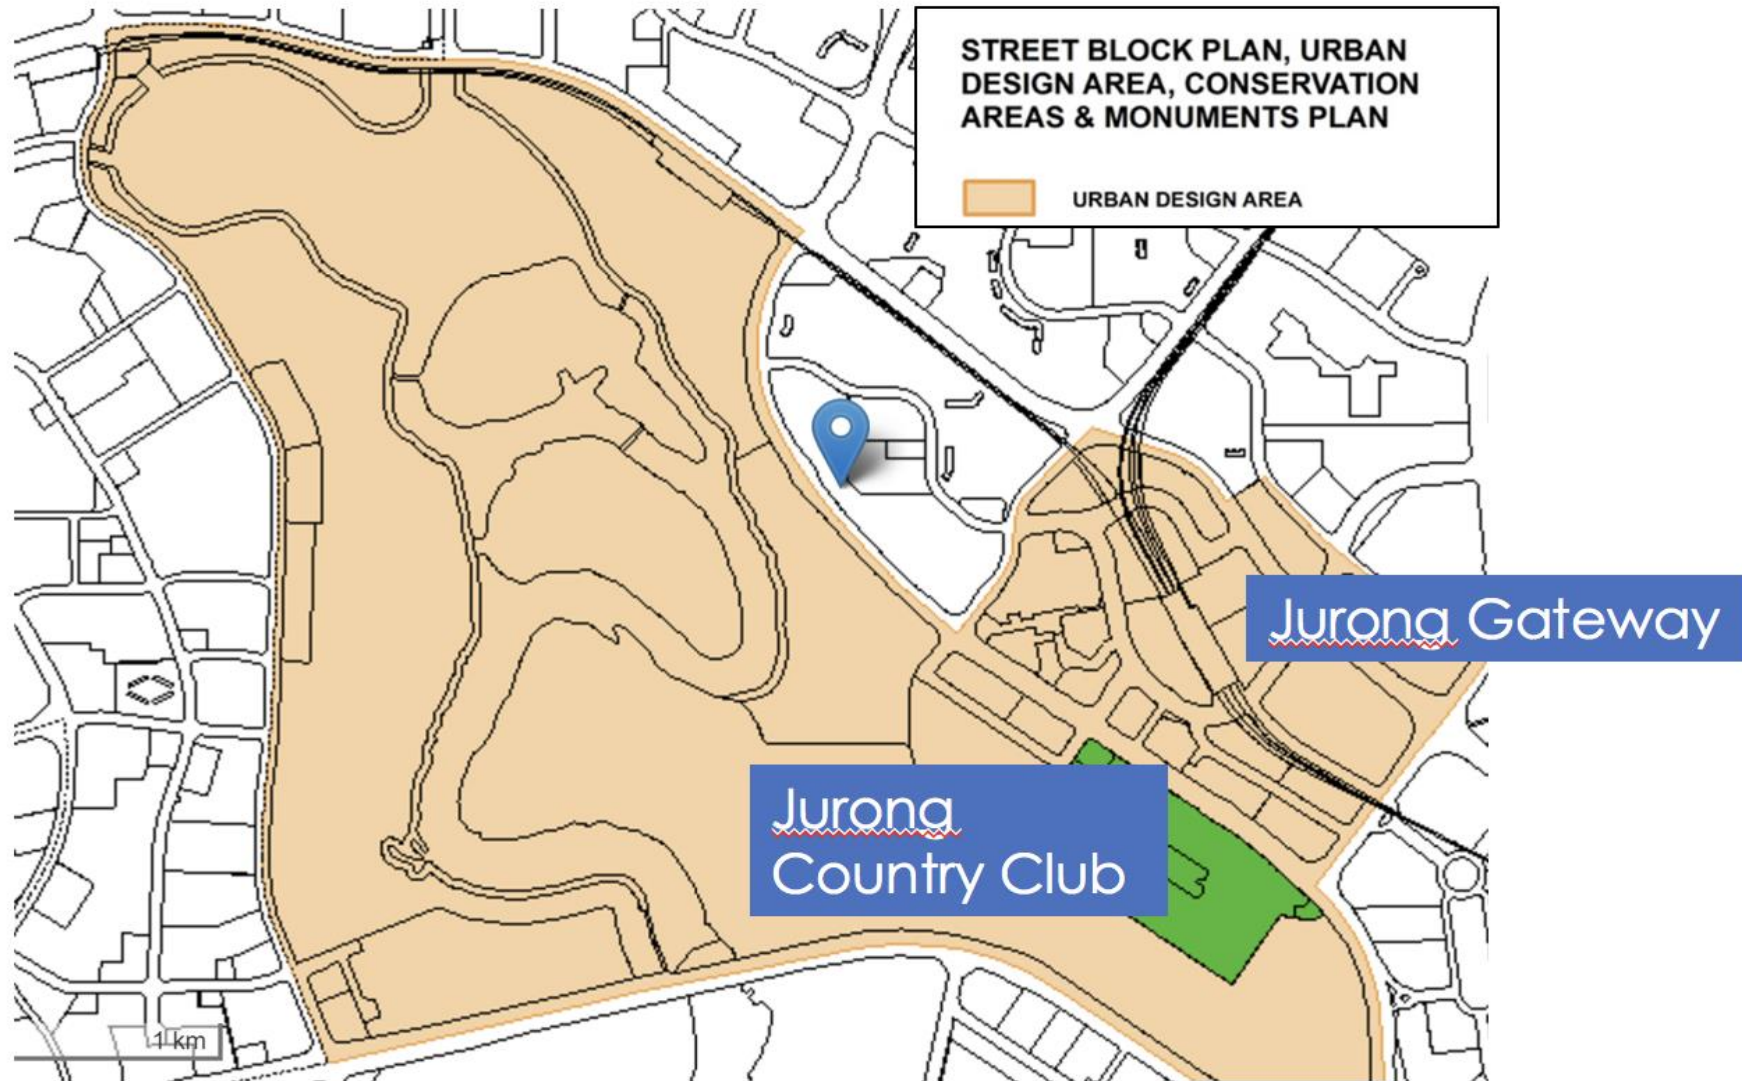 STREET BLOCK PLAN, URBAN
DESIGN AREA, CONSERVATION
AREAS & MONUMENTS PLAN
URBAN DESIGN AREA
Jurong Gateway
Jurong
Country Club
1 km